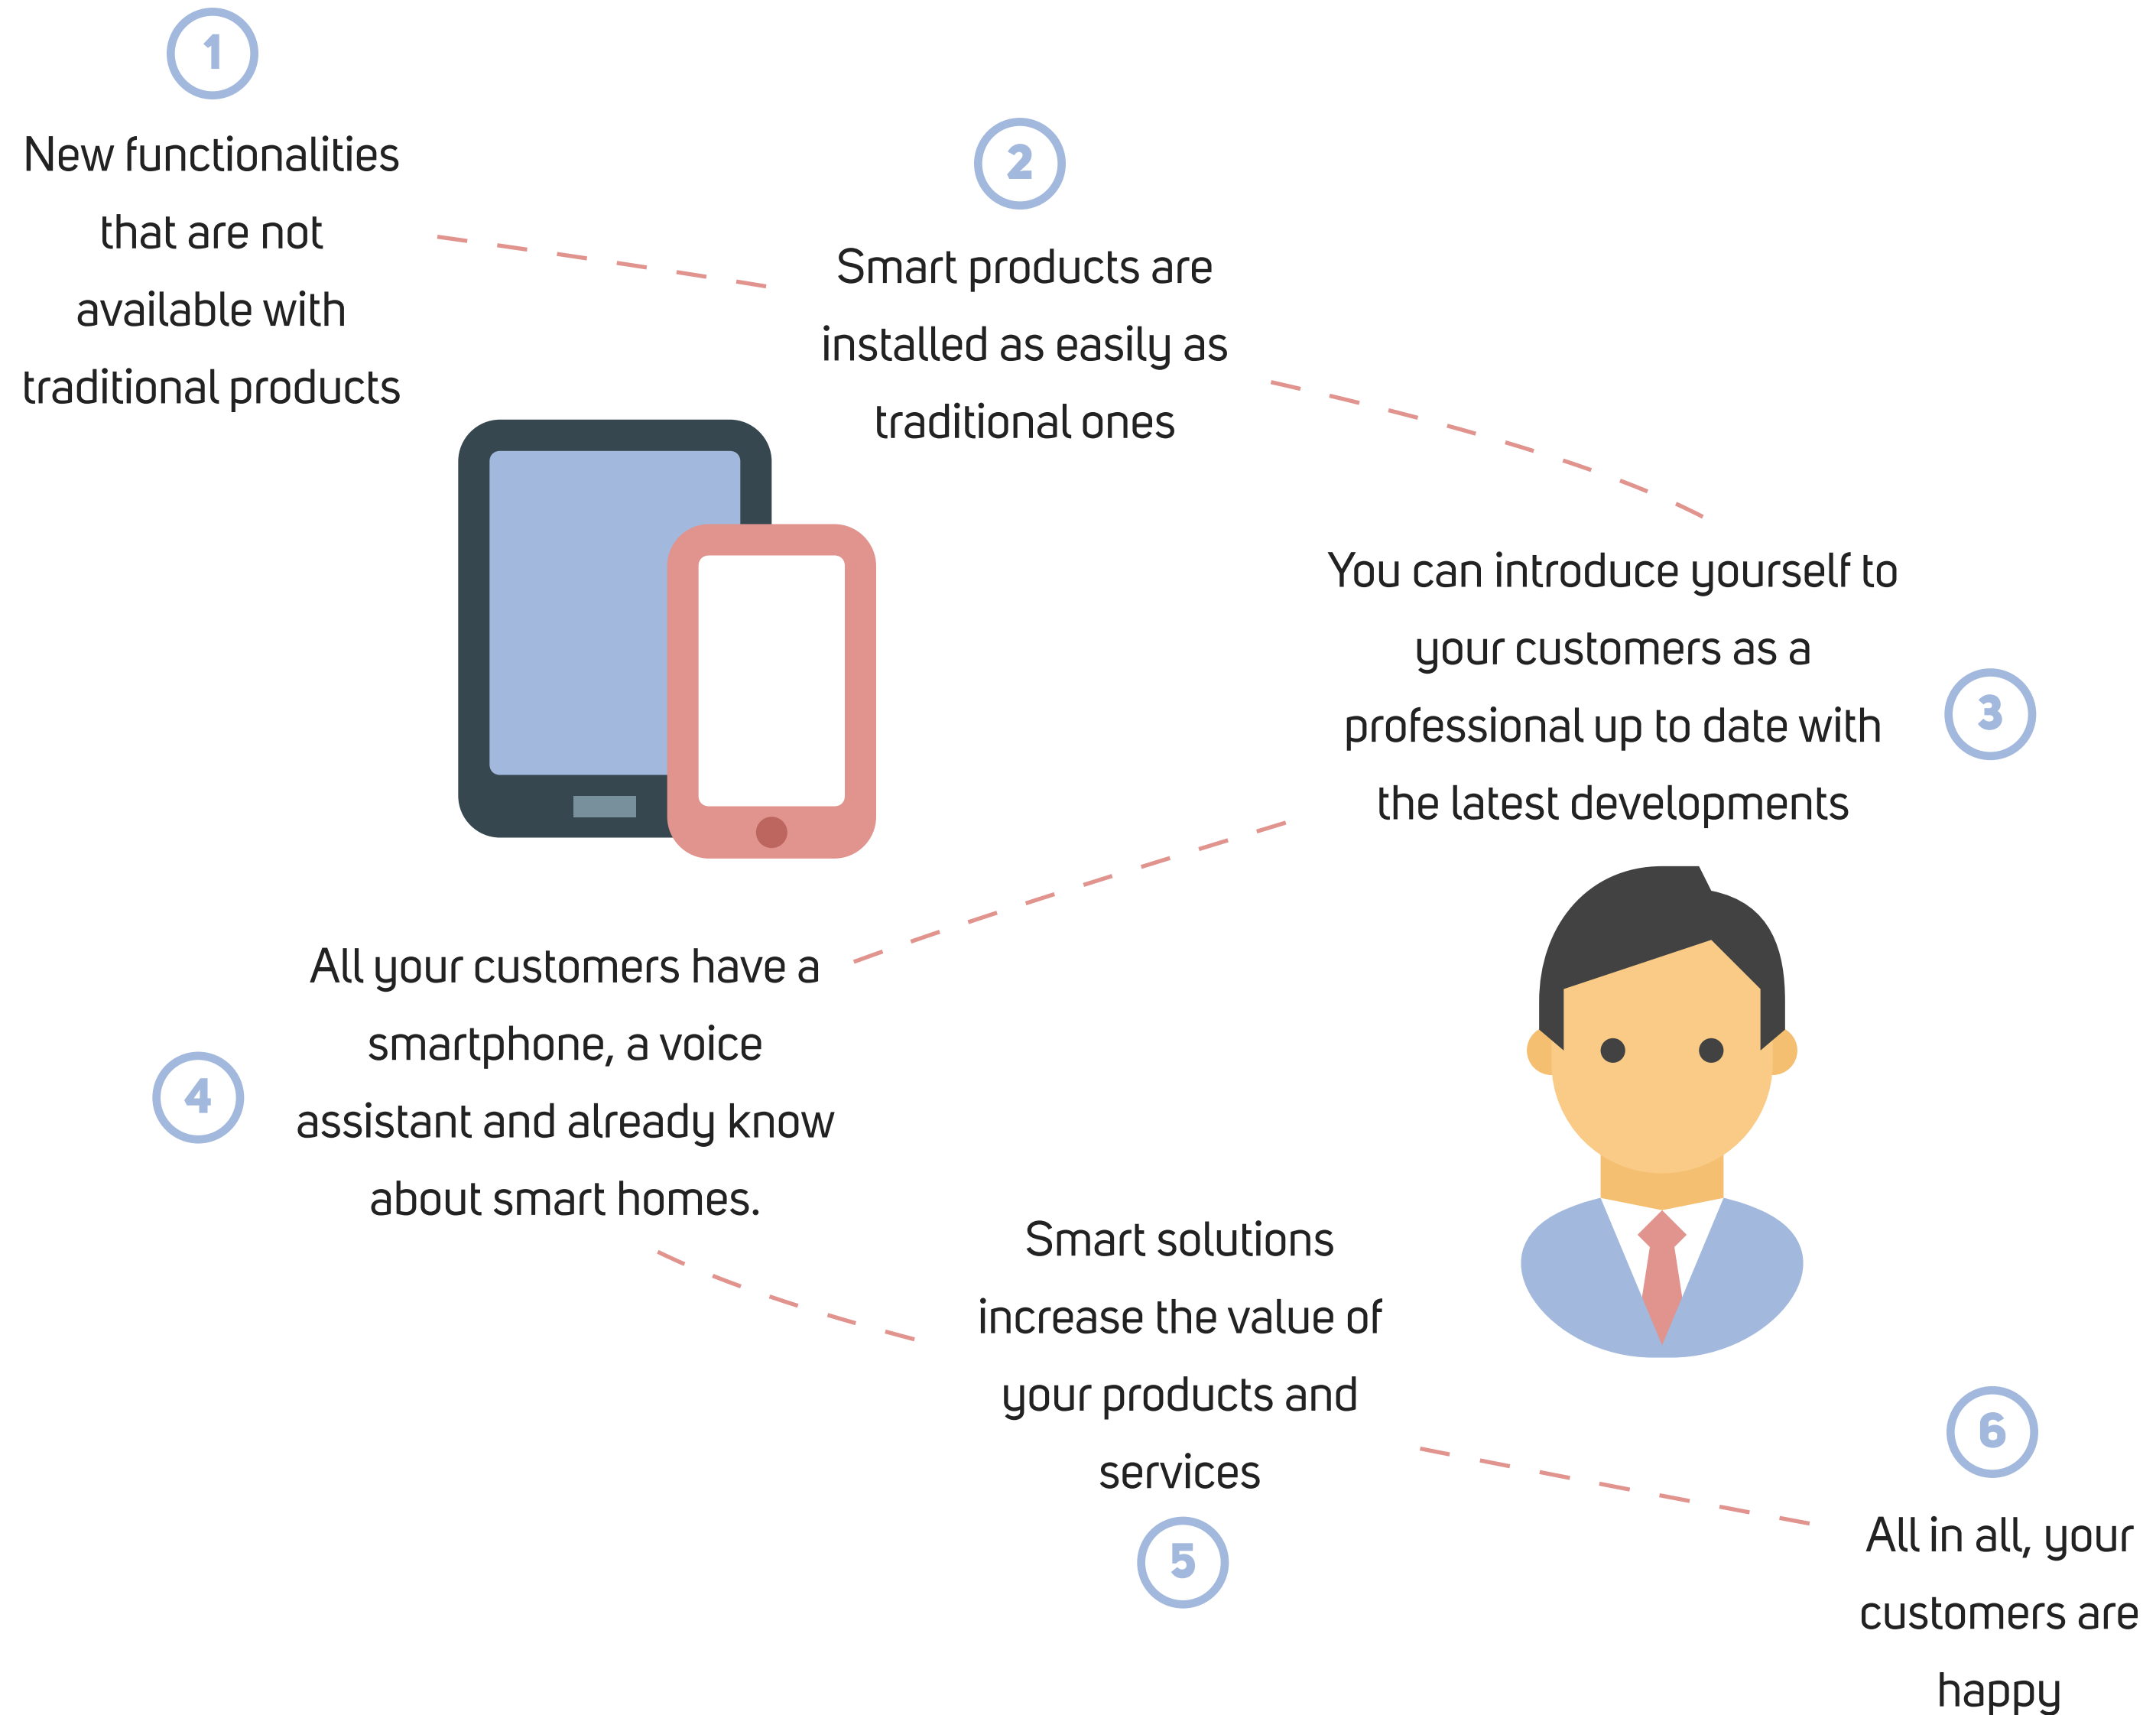 1
New functionalities
that are not
available with
traditional products
2
Smart products are
installed as easily as
traditional ones
You can introduce yourself to
your customers as a
professional up to date with
the latest developments
3
All your customers have a
smartphone, a voice
assistant and already know
about smart homes.
4
Smart solutions
increase the value of
your products and
services
5
6
All in all, your
customers are
happy